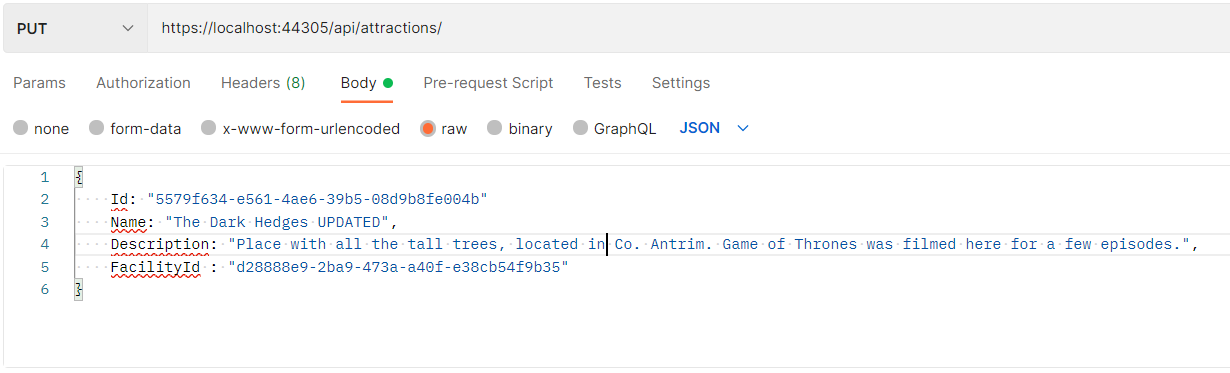 PUT https://localhost:44305/api/attractions/
Params Authorization Headers (8) Body Pre-request Script Tests Settings
none form-data x-www-form-urlencoded raw binary GraphQL JSON
1 {
2 Id: "5579f634-e561-4ae6-39b5-08d9b8fe004b"
3 Name: "The Dark Hedges UPDATED",
4 Description: "Place with all the tall trees, located in Co. Antrim. Game of Thrones was filmed here for a few episodes.",
5 FacilityId : "d28888e9-2ba9-473a-a40f-e38cb54f9b35"
6 }